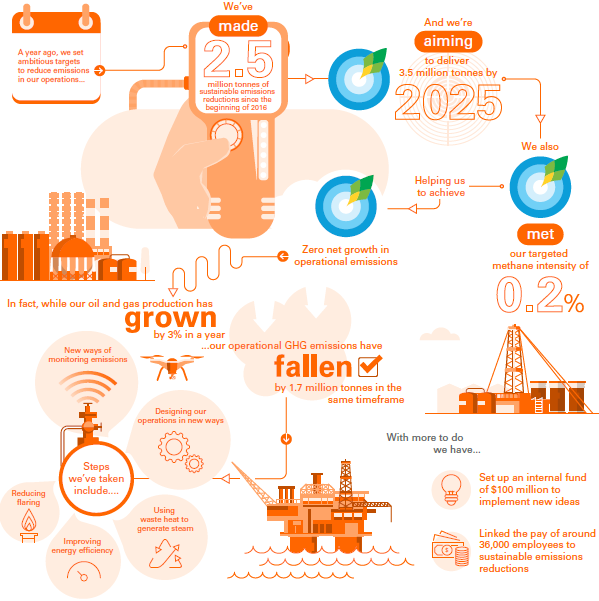 A year ago, we set
ambitious targets
to reduce emissions
in our operations...
We've
made
2.5
million tonnes of
sustainable emissions
reductions since the
beginning of 2016
And we're
aiming
to deliver
3.5 million tonnes by
2025
We also
met
our targeted
methane intensity of
0.2%
Helping us
to achieve
Zero net growth in
operational emissions
In fact, while our oil and gas production has
grown
by 3% in a year
...our operational GHG emissions have
fallen
by 1.7 million tonnes in the
same timeframe
Steps
we've taken
include....
New ways of
monitoring emissions
Designing our
operations in new ways
Using
waste heat to
generate steam
Improving
energy efficiency
Reducing
flaring
With more to do
we have...
Set up an internal fund
of $100 million to
implement new ideas
Linked the pay of around
36,000 employees to
sustainable emissions
reductions